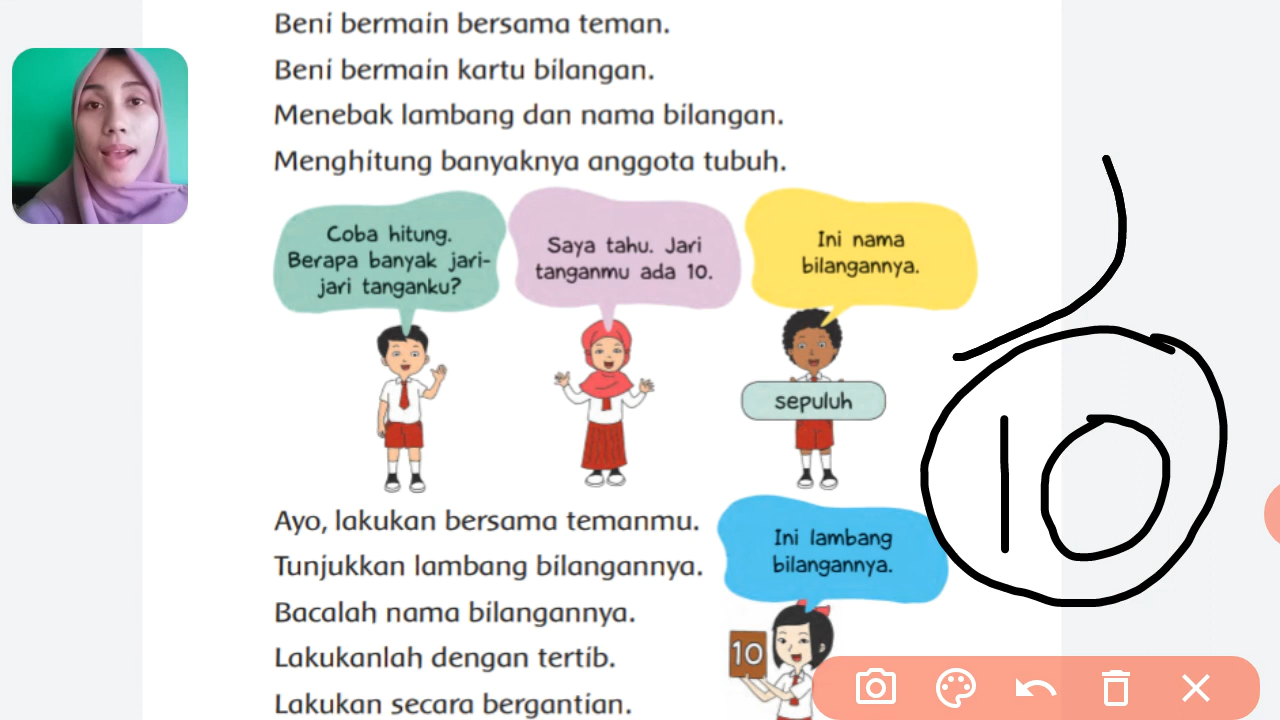 Beni bermain bersama teman.
Beni bermain kartu bilangan.
Menebak lambang dan nama bilangan.
Menghitung banyaknya anggota tubuh.
Coba hitung.
Berapa banyak jari-
jari tanganku?
Saya tahu. Jari
tanganmu ada 10.
Ini nama
bilangannya.
sepuluh
10
Ayo, lakukan bersama temanmu.
Tunjukkan lambang bilangannya.
Bacalah nama bilangannya.
Lakukanlah dengan tertib.
Lakukan secara bergantian.
Ini lambang
bilangannya.
10